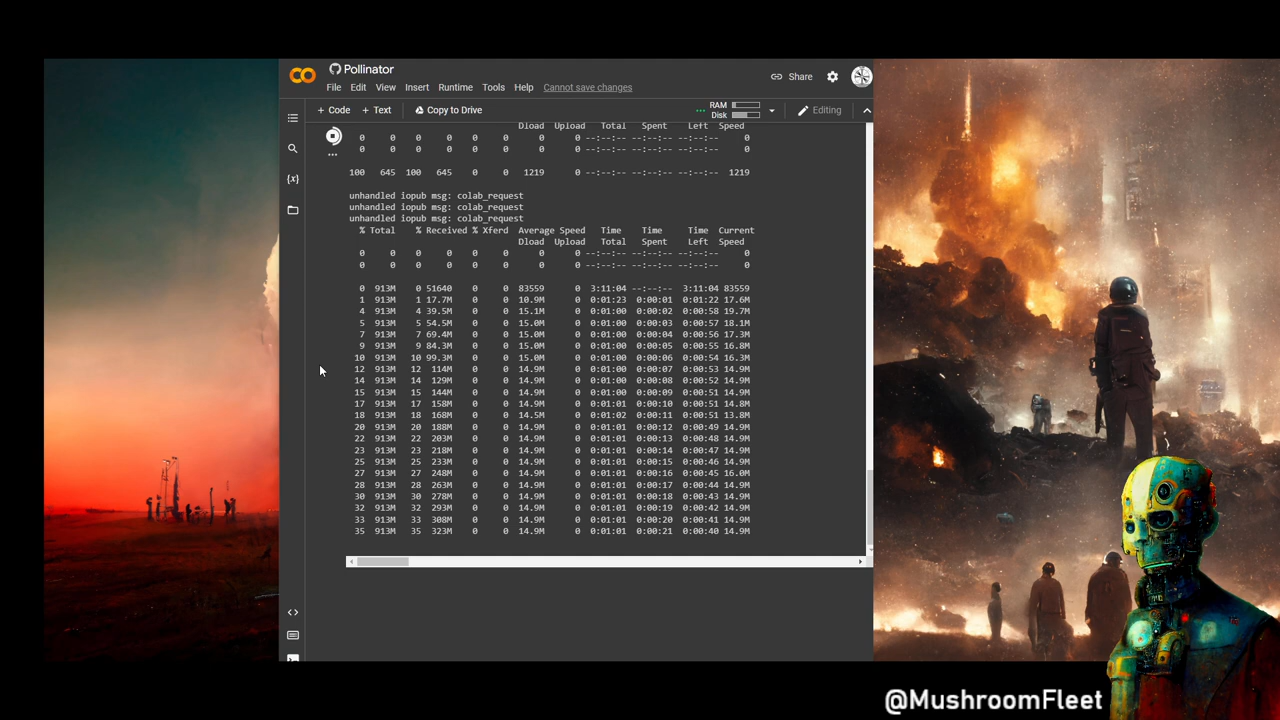 Pollinator
File Edit View Insert Runtime Tools Help Cannot save changes
Share
+ Code + Text Copy to Drive
RAM
Disk
Editing
Dload Upload Total Spent Left Speed
0 0 0 0 0 0 0 0 --:--:-- --:--:-- --:--:-- 0
0 0 0 0 0 0 0 0 --:--:-- --:--:-- --:--:-- 0
100 645 100 645 0 0 1219 0 --:--:-- --:--:-- --:--:-- 1219
unhandled iopub msg: colab_request
unhandled iopub msg: colab_request
unhandled iopub msg: colab_request
% Total % Received % Xferd Average Speed Time Time Time Current
Dload Upload Total Spent Left Speed
0 0 0 0 0 0 0 0 --:--:-- --:--:-- --:--:-- 0
0 0 0 0 0 0 0 0 --:--:-- --:--:-- --:--:-- 0
0 913M 0 51640 0 0 83559 0 3:11:04 --:--:-- 3:11:04 83559
1 913M 1 17.7M 0 0 10.9M 0 0:01:23 0:00:01 0:01:22 17.6M
4 913M 4 39.5M 0 0 15.1M 0 0:01:00 0:00:02 0:00:58 19.7M
5 913M 5 54.5M 0 0 15.0M 0 0:01:00 0:00:03 0:00:57 18.1M
7 913M 7 69.4M 0 0 15.0M 0 0:01:00 0:00:04 0:00:56 17.3M
9 913M 9 84.3M 0 0 15.0M 0 0:01:00 0:00:05 0:00:55 16.8M
10 913M 10 99.3M 0 0 15.0M 0 0:01:00 0:00:06 0:00:54 16.3M
12 913M 12 114M 0 0 14.9M 0 0:01:00 0:00:07 0:00:53 14.9M
14 913M 14 129M 0 0 14.9M 0 0:01:00 0:00:08 0:00:52 14.9M
15 913M 15 144M 0 0 14.9M 0 0:01:00 0:00:09 0:00:51 14.9M
17 913M 17 158M 0 0 14.9M 0 0:01:01 0:00:10 0:00:51 14.8M
18 913M 18 168M 0 0 14.5M 0 0:01:02 0:00:11 0:00:51 13.8M
20 913M 20 188M 0 0 14.9M 0 0:01:01 0:00:12 0:00:49 14.9M
22 913M 22 203M 0 0 14.9M 0 0:01:01 0:00:13 0:00:48 14.9M
23 913M 23 218M 0 0 14.9M 0 0:01:01 0:00:14 0:00:47 14.9M
25 913M 25 233M 0 0 14.9M 0 0:01:01 0:00:15 0:00:46 14.9M
27 913M 27 248M 0 0 14.9M 0 0:01:01 0:00:16 0:00:45 16.0M
28 913M 28 263M 0 0 14.9M 0 0:01:01 0:00:17 0:00:44 14.9M
30 913M 30 278M 0 0 14.9M 0 0:01:01 0:00:18 0:00:43 14.9M
32 913M 32 293M 0 0 14.9M 0 0:01:01 0:00:19 0:00:42 14.9M
33 913M 33 308M 0 0 14.9M 0 0:01:01 0:00:20 0:00:41 14.9M
35 913M 35 323M 0 0 14.9M 0 0:01:01 0:00:21 0:00:40 14.9M
@MushroomFleet